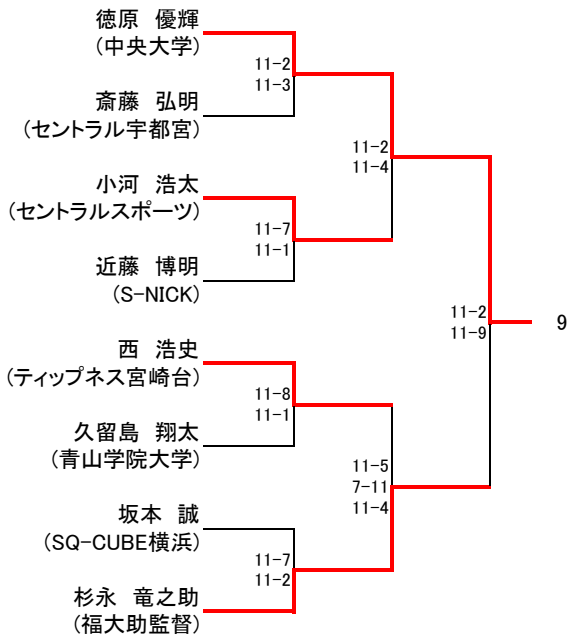 徳原 優輝
(中央大学)
11-2
11-3
斎藤 弘明
(セントラル宇都宮)
11-2
11-4
小河 浩太
(セントラルスポーツ)
11-7
11-1
近藤 博明
(S-NICK)
11-2
11-9
9
西 浩史
(ティップネス宮崎台)
11-8
11-1
久留島 翔太
(青山学院大学)
11-5
7-11
11-4
坂本 誠
(SQ-CUBE横浜)
11-7
11-2
杉永 竜之助
(福大助監督)